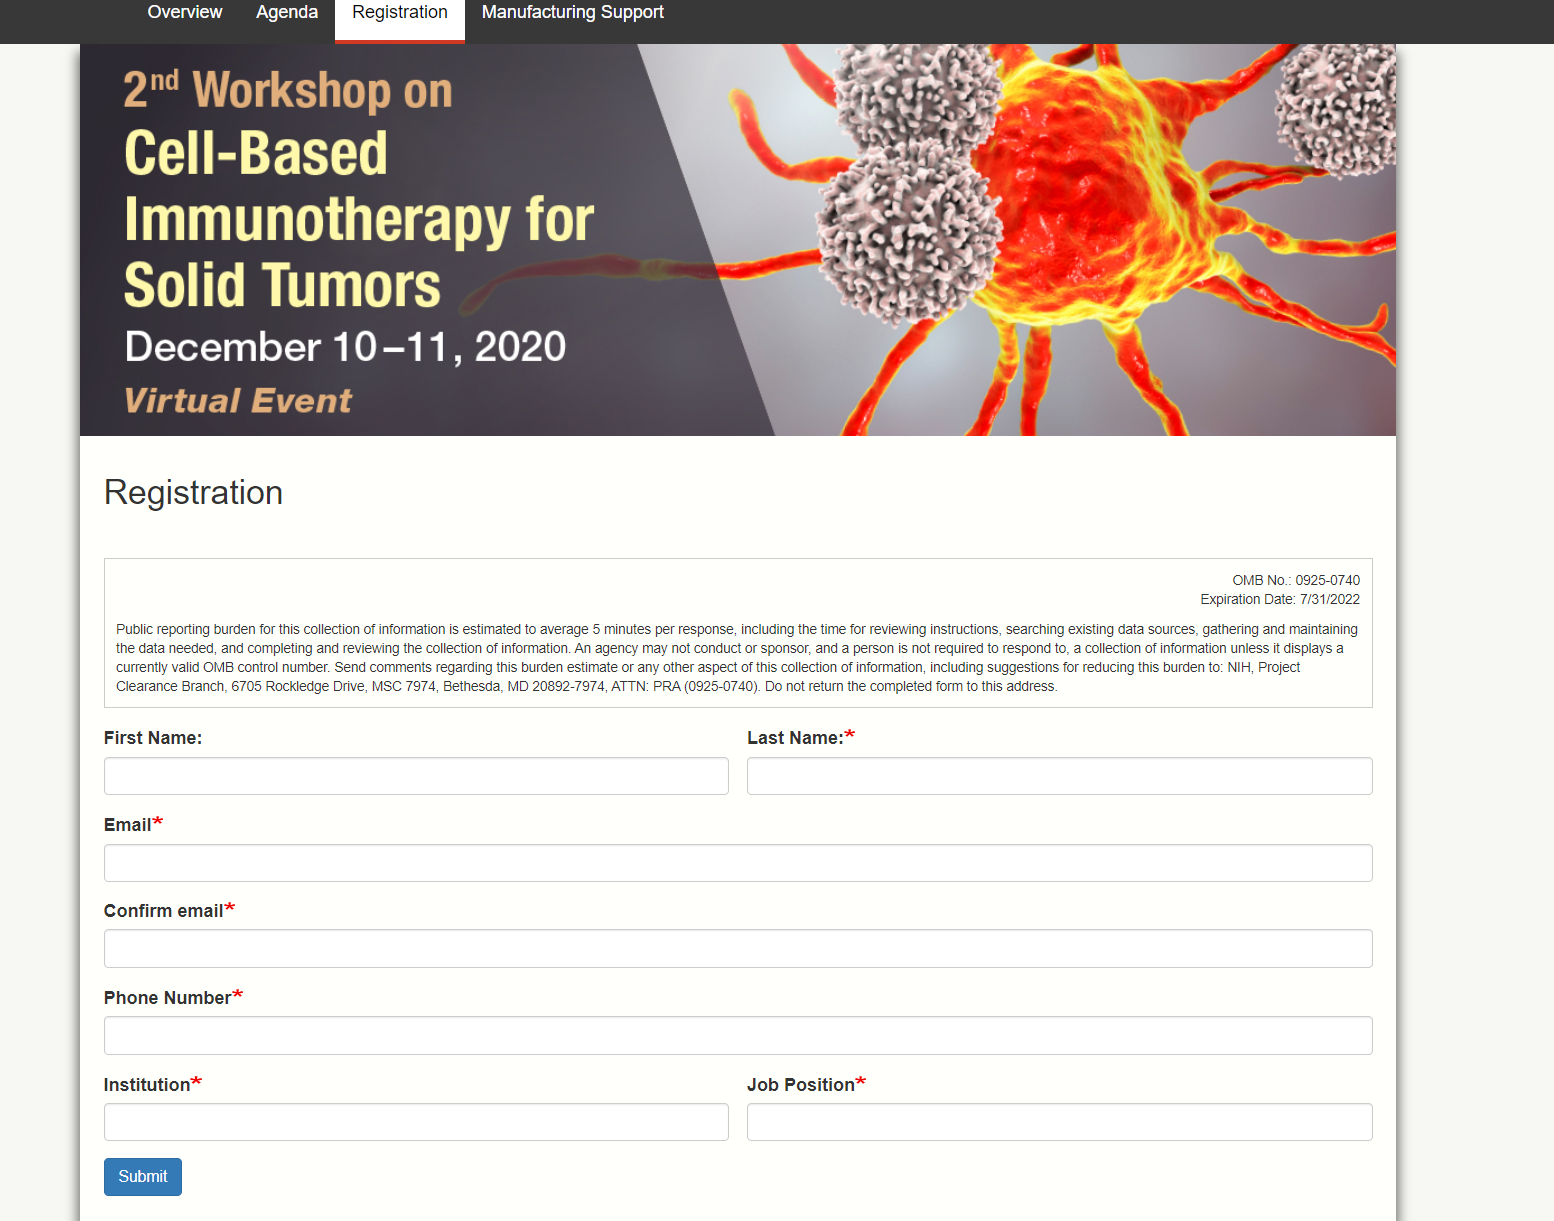 Overview Agenda Registration Manufacturing Support
2nd Workshop on
Cell-Based
Immunotherapy for
Solid Tumors
December 10–11, 2020
Virtual Event
Registration
OMB No.: 0925-0740
Expiration Date: 7/31/2022
Public reporting burden for this collection of information is estimated to average 5 minutes per response, including the time for reviewing instructions, searching existing data sources, gathering and maintaining
the data needed, and completing and reviewing the collection of information. An agency may not conduct or sponsor, and a person is not required to respond to, a collection of information unless it displays a
currently valid OMB control number. Send comments regarding this burden estimate or any other aspect of this collection of information, including suggestions for reducing this burden to: NIH, Project
Clearance Branch, 6705 Rockledge Drive, MSC 7974, Bethesda, MD 20892-7974, ATTN: PRA (0925-0740). Do not return the completed form to this address.
First Name: Last Name:*
Email*
Confirm email*
Phone Number*
Institution* Job Position*
Submit